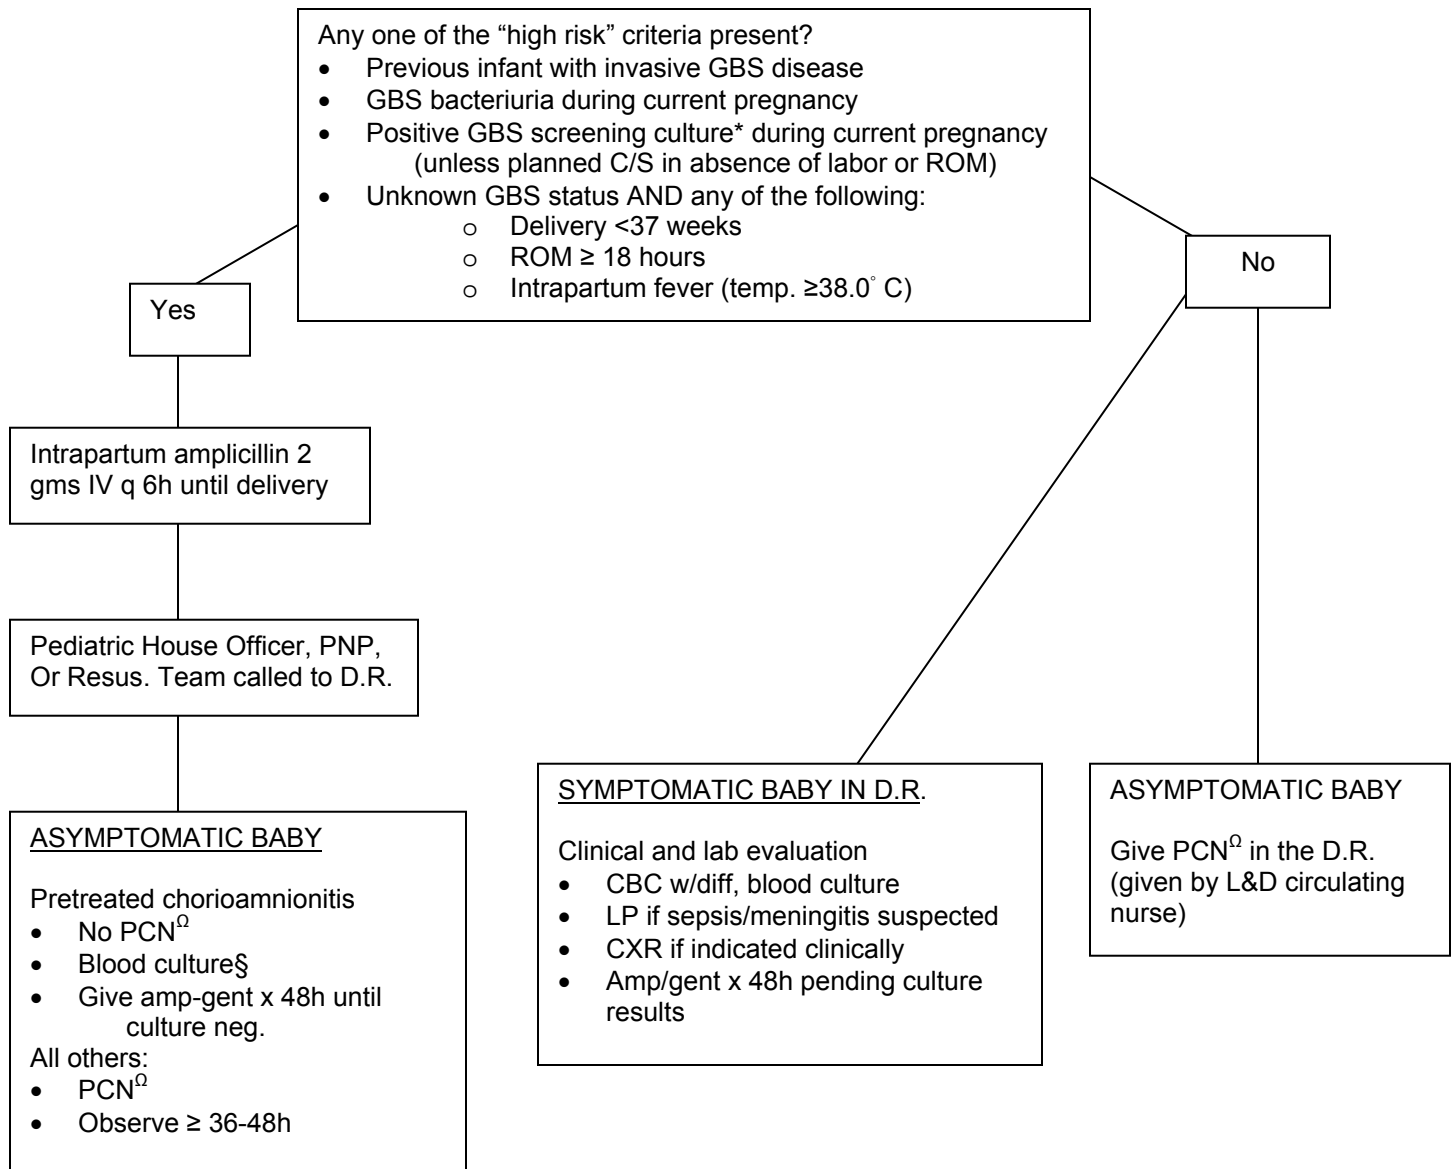 Any one of the “high risk” criteria present?
• Previous infant with invasive GBS disease
• GBS bacteriuria during current pregnancy
• Positive GBS screening culture* during current pregnancy
(unless planned C/S in absence of labor or ROM)
• Unknown GBS status AND any of the following:
o Delivery <37 weeks
o ROM ≥ 18 hours
o Intrapartum fever (temp. ≥38.0° C)
Yes
No
Intrapartum amplicillin 2
gms IV q 6h until delivery
Pediatric House Officer, PNP,
Or Resus. Team called to D.R.
ASYMPTOMATIC BABY
Pretreated chorioamnionitis
• No PCN^Ω
• Blood culture§
• Give amp-gent x 48h until
culture neg.
All others:
• PCN^Ω
• Observe ≥ 36-48h
SYMPTOMATIC BABY IN D.R.
Clinical and lab evaluation
• CBC w/diff, blood culture
• LP if sepsis/meningitis suspected
• CXR if indicated clinically
• Amp/gent x 48h pending culture
results
ASYMPTOMATIC BABY
Give PCN^Ω in the D.R.
(given by L&D circulating
nurse)